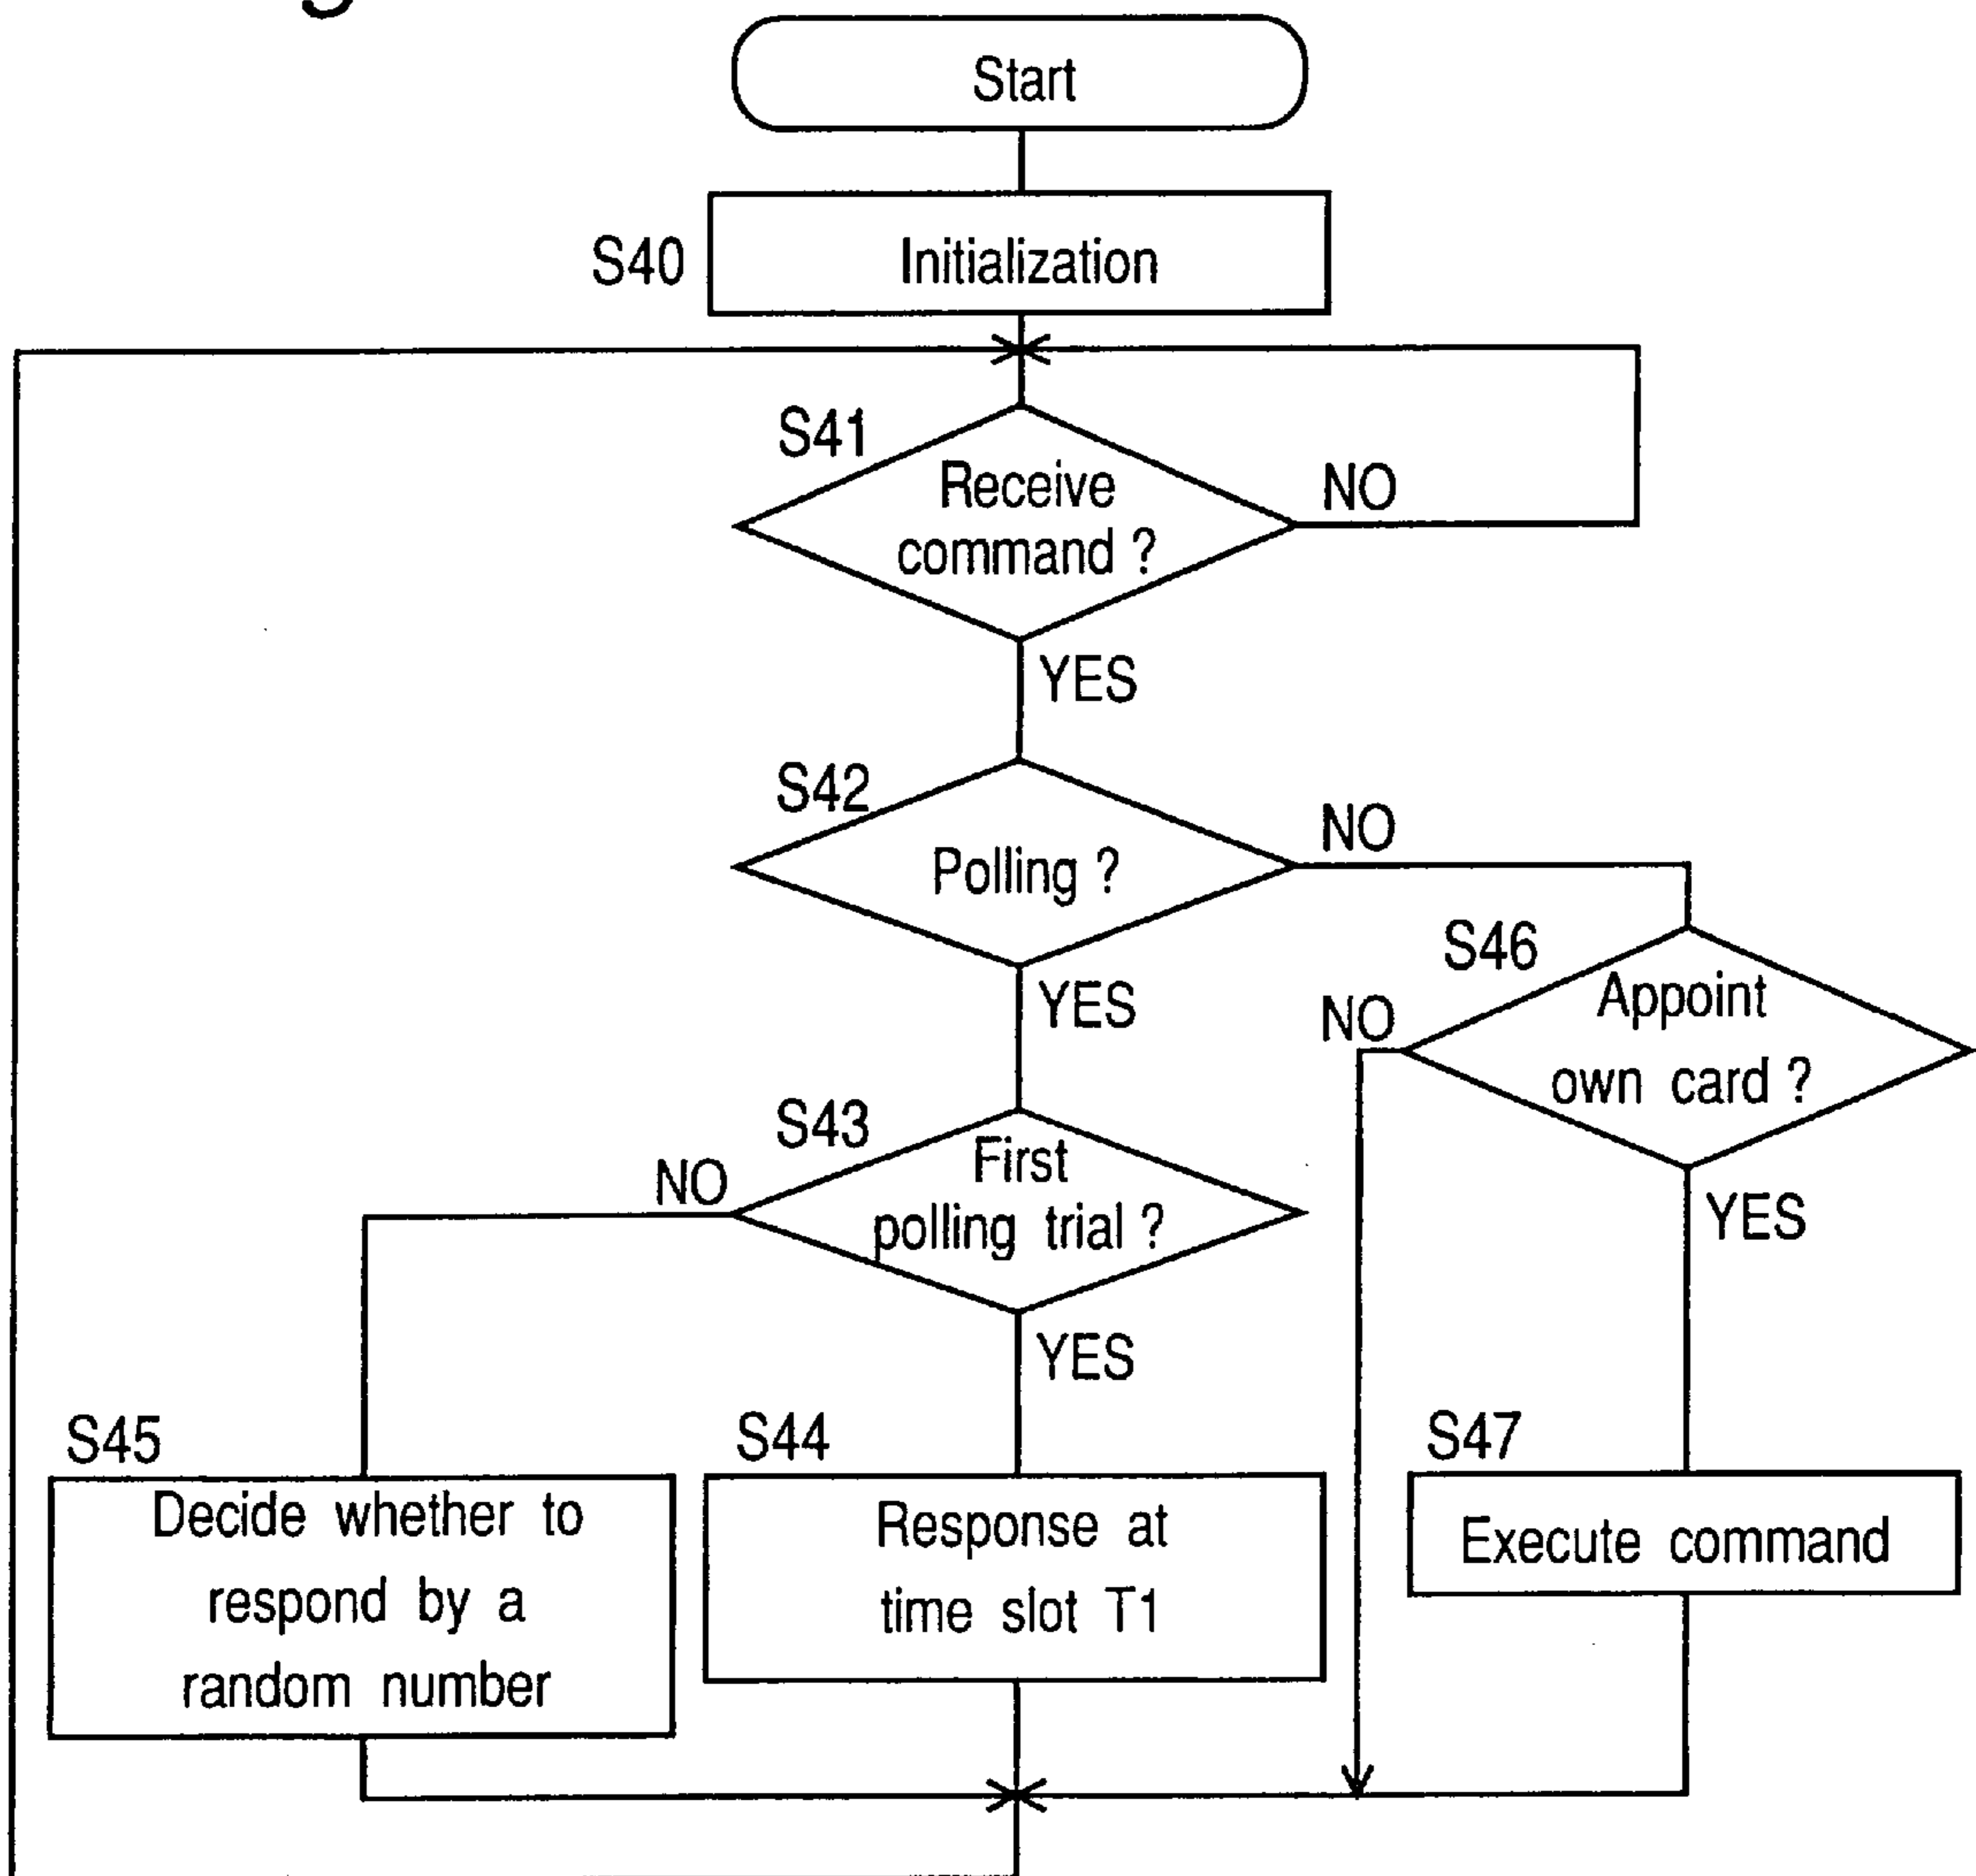 Start
S40
Initialization
S41
Receive
command ?
NO
YES
S42
Polling ?
NO
YES
S46
Appoint
own card ?
NO
YES
S43
First
polling trial ?
NO
YES
S45
Decide whether to
respond by a
random number
S44
Response at
time slot T1
S47
Execute command